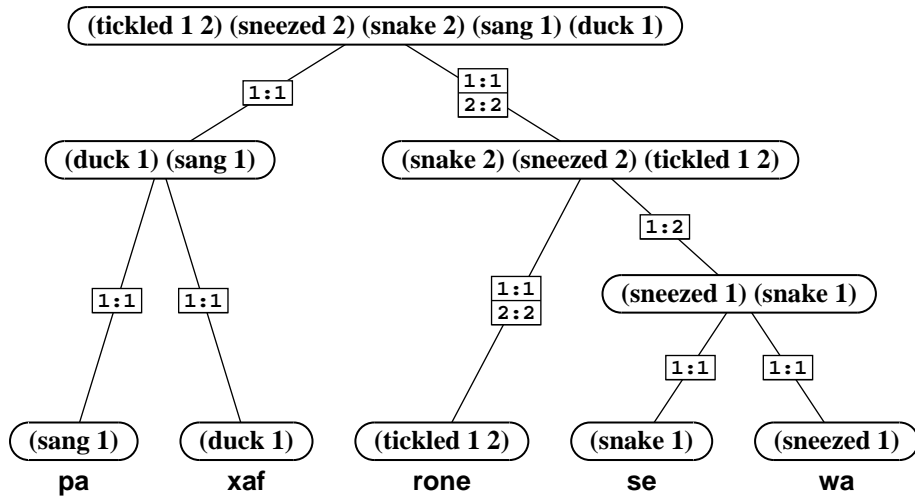 (tickled 1 2) (sneezed 2) (snake 2) (sang 1) (duck 1)
1:1
1:1
2:2
(duck 1) (sang 1)
(snake 2) (sneezed 2) (tickled 1 2)
1:2
1:1
1:1
1:1
2:2
(sneezed 1) (snake 1)
1:1
1:1
(sang 1)
(duck 1)
(tickled 1 2)
(snake 1)
(sneezed 1)
pa
xaf
rone
se
wa